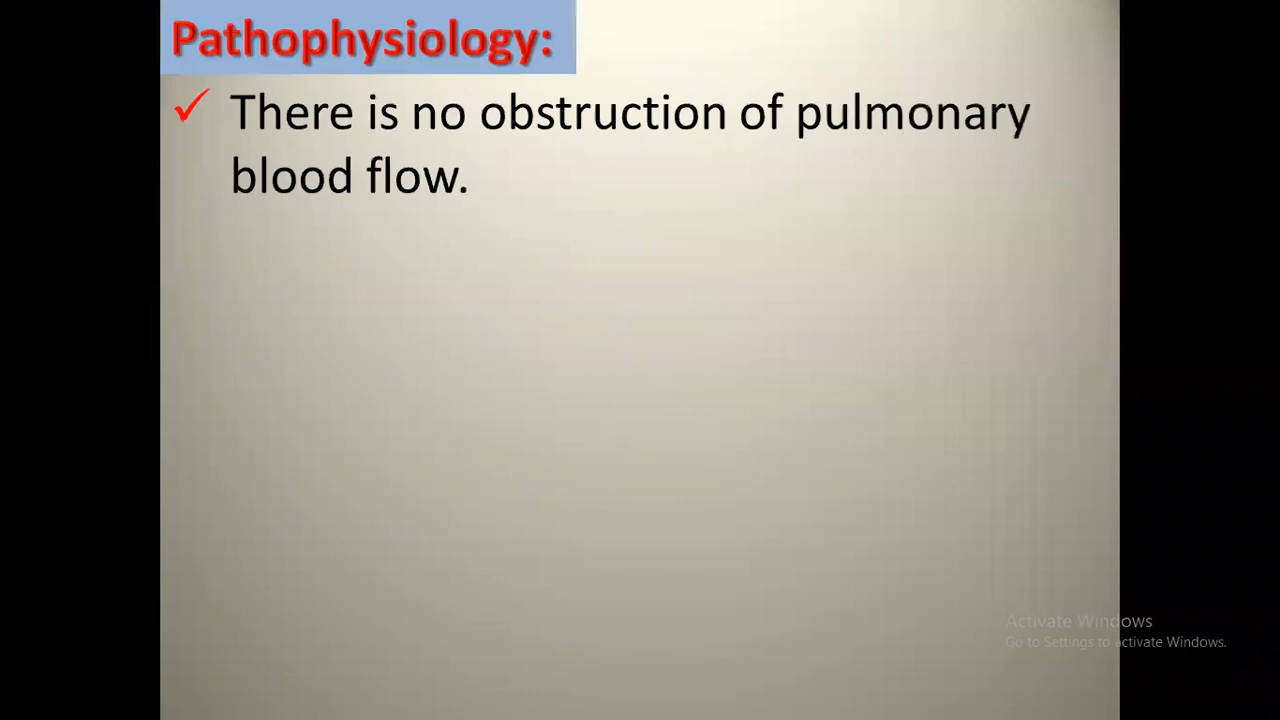 Pathophysiology:
✓ There is no obstruction of pulmonary
blood flow.
Activate Windows
Go to Settings to activate Windows.